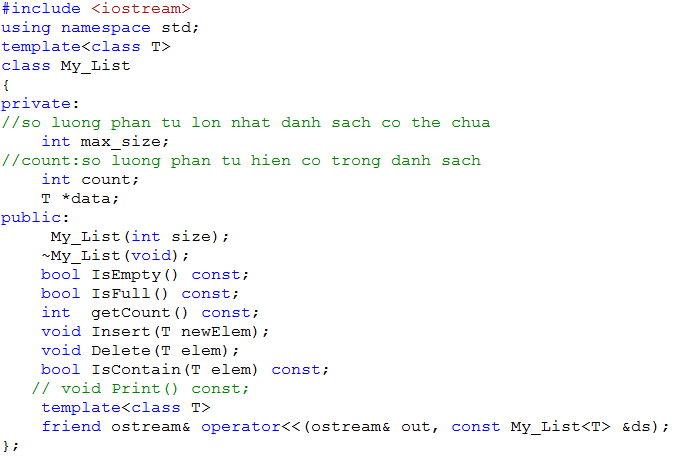 #include <iostream>
using namespace std;
template<class T>
class My_List
{
private:
//so luong phan tu lon nhat danh sach co the chua
    int max_size;
//count:so luong phan tu hien co trong danh sach
    int count;
    T *data;
public:
     My_List(int size);
    ~My_List(void);
    bool IsEmpty() const;
    bool IsFull() const;
    int  getCount() const;
    void Insert(T newElem);
    void Delete(T elem);
    bool IsContain(T elem) const;
   // void Print() const;
    template<class T>
    friend ostream& operator<<(ostream& out, const My_List<T> &ds);
};